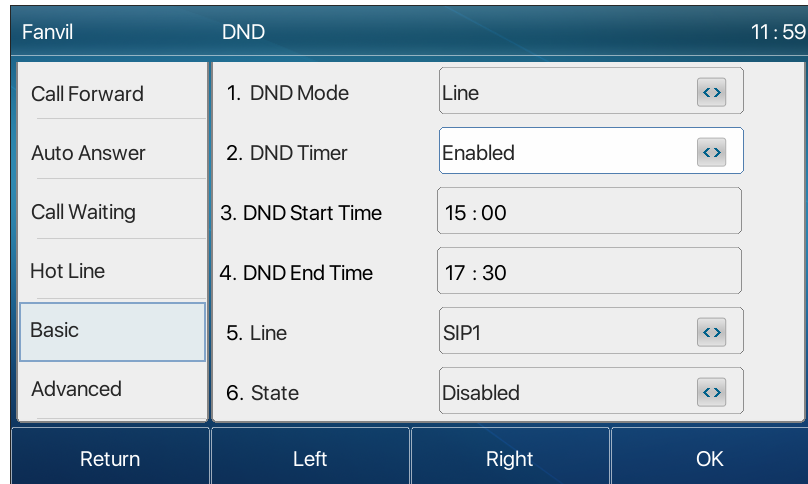 Fanvil DND 11 : 59
Call Forward
Auto Answer
Call Waiting
Hot Line
Basic
Advanced
1. DND Mode Line
2. DND Timer Enabled
3. DND Start Time 15 : 00
4. DND End Time 17 : 30
5. Line SIP1
6. State Disabled
Return Left Right OK